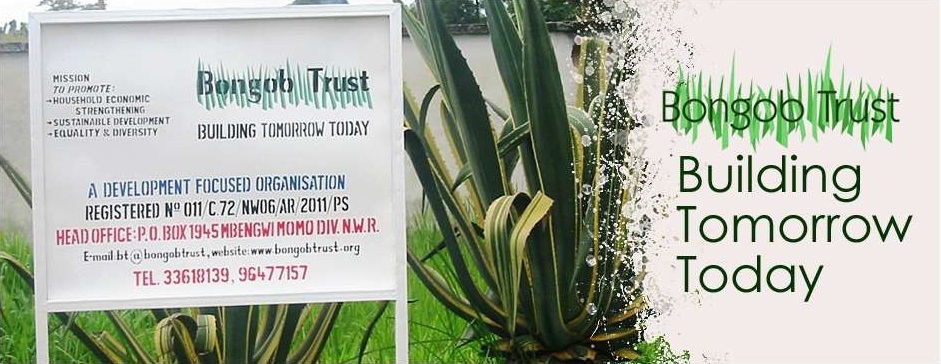 MISSION
TO PROMOTE:
→HOUSEHOLD ECONOMIC
STRENGTHENING
→SUSTAINABLE DEVELOPMENT
→EQUALITY & DIVERSITY
Bongob Trust
BUILDING TOMORROW TODAY
A DEVELOPMENT FOCUSED ORGANISATION
REGISTERED Nº 011/C.72/NW06/AR/2011/PS
HEAD OFFICE:P.O.BOX 1945 MBENGWI MOMO DIV. N.W.R.
E-mail:bt@bongobtrust, website:www.bongobtrust-org
TEL. 33618139, 96477157
Bongob Trust
Building
Tomorrow
Today